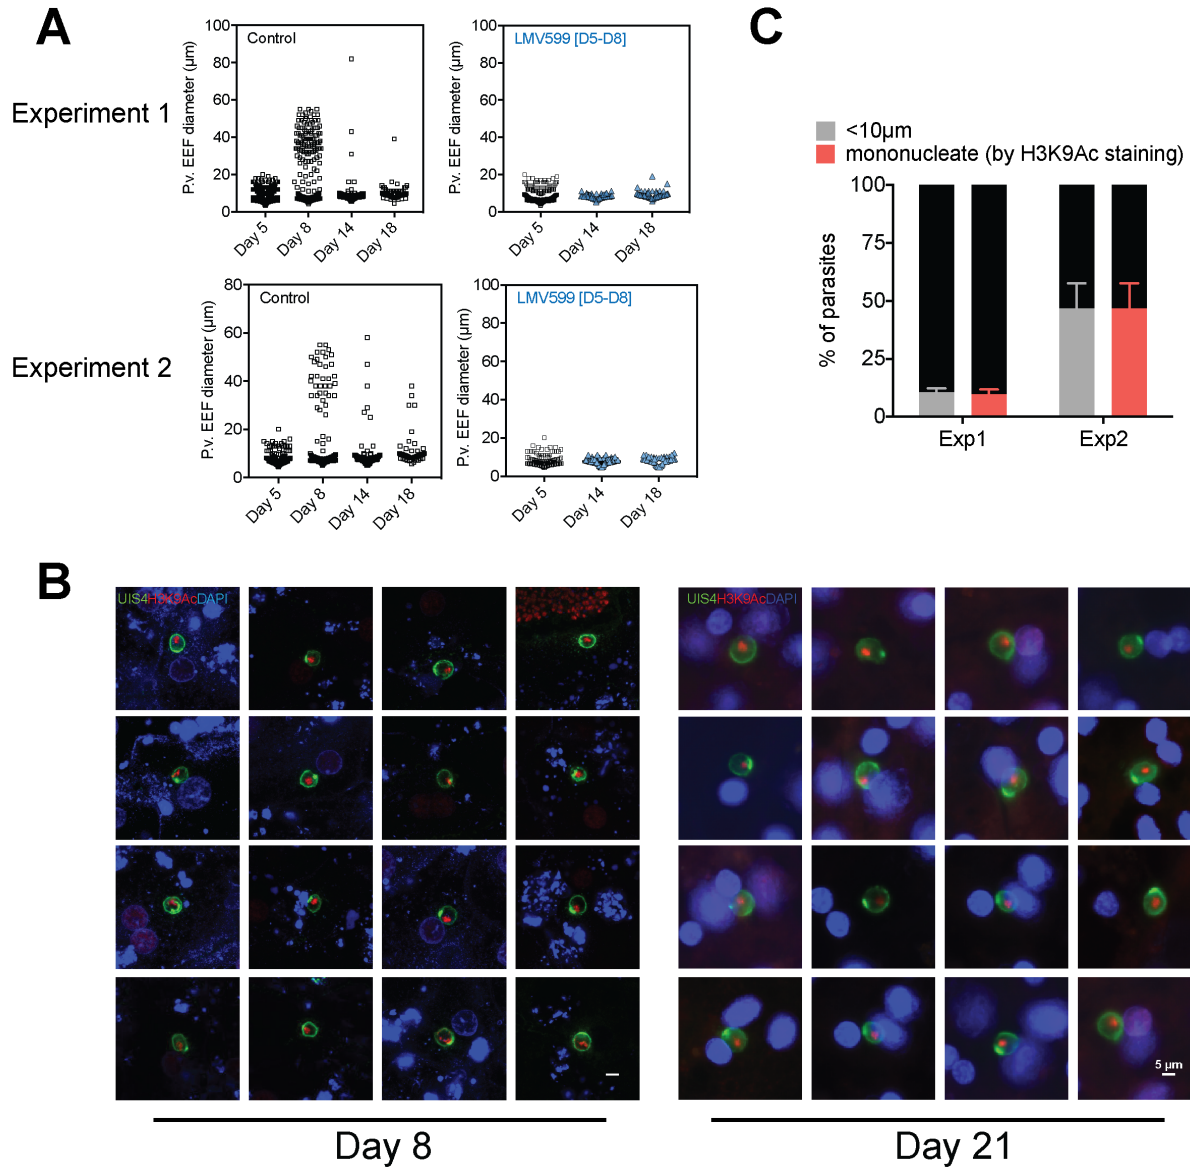 A
Experiment 1
P.v. EEF diameter (µm)
100
80
60
40
20
0
Control
Day 5
Day 8
Day 14
Day 18
P.v. EEF diameter (µm)
100
80
60
40
20
0
LMV599 [D5-D8]
Day 5
Day 14
Day 18
Experiment 2
P.v. EEF diameter (µm)
80
60
40
20
0
Control
Day 5
Day 8
Day 14
Day 18
P.v. EEF diameter (µm)
100
80
60
40
20
0
LMV599 [D5-D8]
Day 5
Day 14
Day 18
C
<10µm
mononucleate (by H3K9Ac staining)
% of parasites
100
75
50
25
0
Exp1
Exp2
B
UIS4H3K9AcDAPI
UIS4H3K9AcDAPI
5 µm
Day 8
Day 21